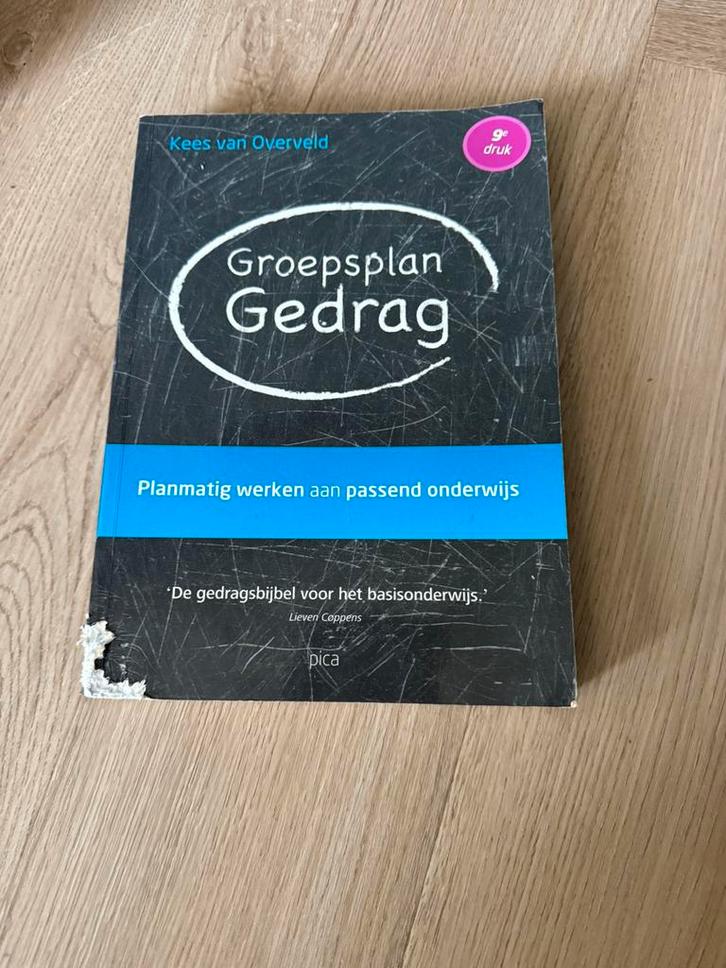 Kees van Overveld
9e
druk
Groepsplan
Gedrag
Planmatig werken aan passend onderwijs
‘De gedragsbijbel voor het basisonderwijs.’
Lieven Coppens
pica